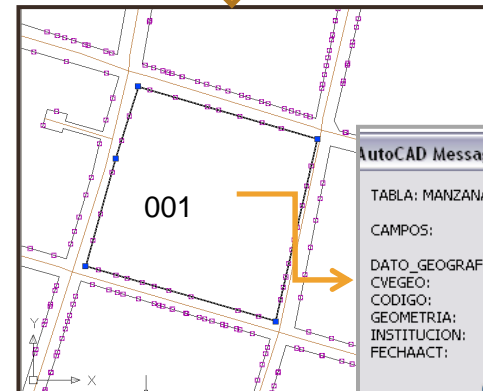 001
AutoCAD Messa
TABLA: MANZANA
CAMPOS:
DATO_GEOGRAF
CVEGEO:
CODIGO:
GEOMETRIA:
INSTITUCION:
FECHAACT:
Y
X